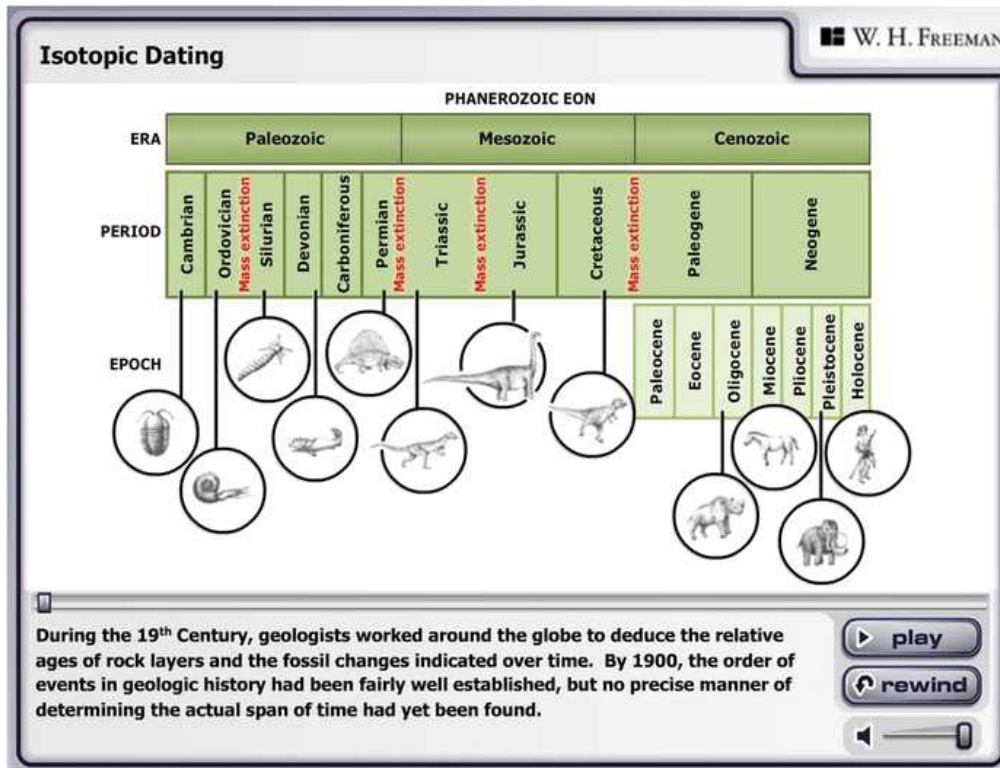 W. H. FREEMAN
Isotopic Dating
PHANEROZOIC EON
ERA
Paleozoic
Mesozoic
Cenozoic
PERIOD
Cambrian
Ordovician
Mass extinction
Silurian
Devonian
Carboniferous
Permian
Mass extinction
Triassic
Mass extinction
Jurassic
Cretaceous
Mass extinction
Paleogene
Neogene
EPOCH
Paleocene
Eocene
Oligocene
Miocene
Pliocene
Pleistocene
Holocene
During the 19th Century, geologists worked around the globe to deduce the relative
ages of rock layers and the fossil changes indicated over time. By 1900, the order of
events in geologic history had been fairly well established, but no precise manner of
determining the actual span of time had yet been found.
play
rewind